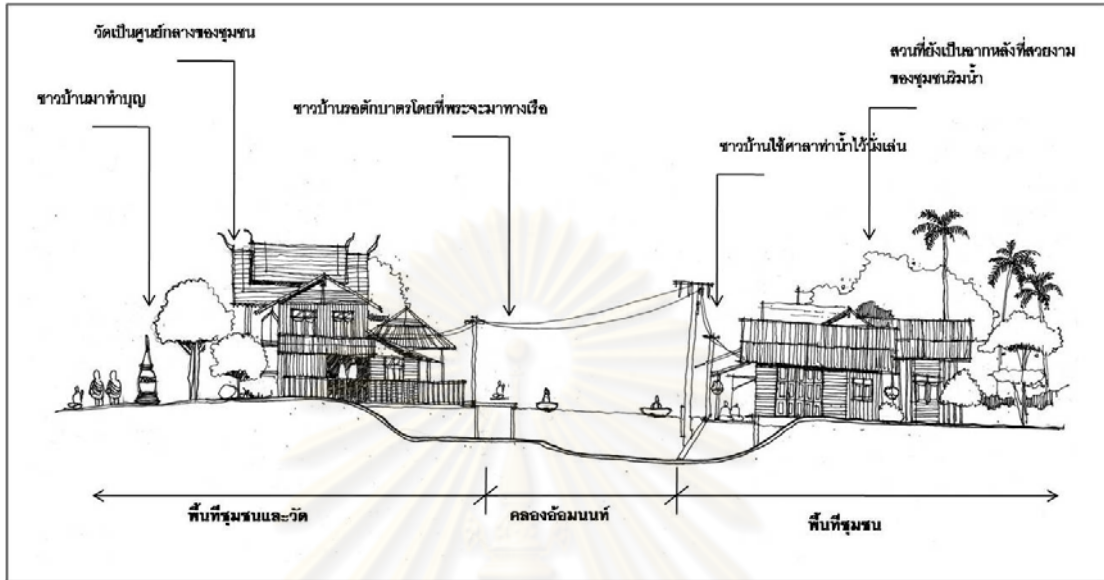 วัดเป็นศูนย์กลางของชุมชน
สวนที่ยังเป็นฉากหลังที่สวยงาม
ของชุมชนริมน้ำ
ชาวบ้านมาทำบุญ
ชาวบ้านรอตักบาตรโดยที่พระจะมาทางเรือ
ชาวบ้านใช้ศาลาท่าน้ำไว้นั่งเล่น
พื้นที่ชุมชนและวัด
คลองอ้อมนนท์
พื้นที่ชุมชน